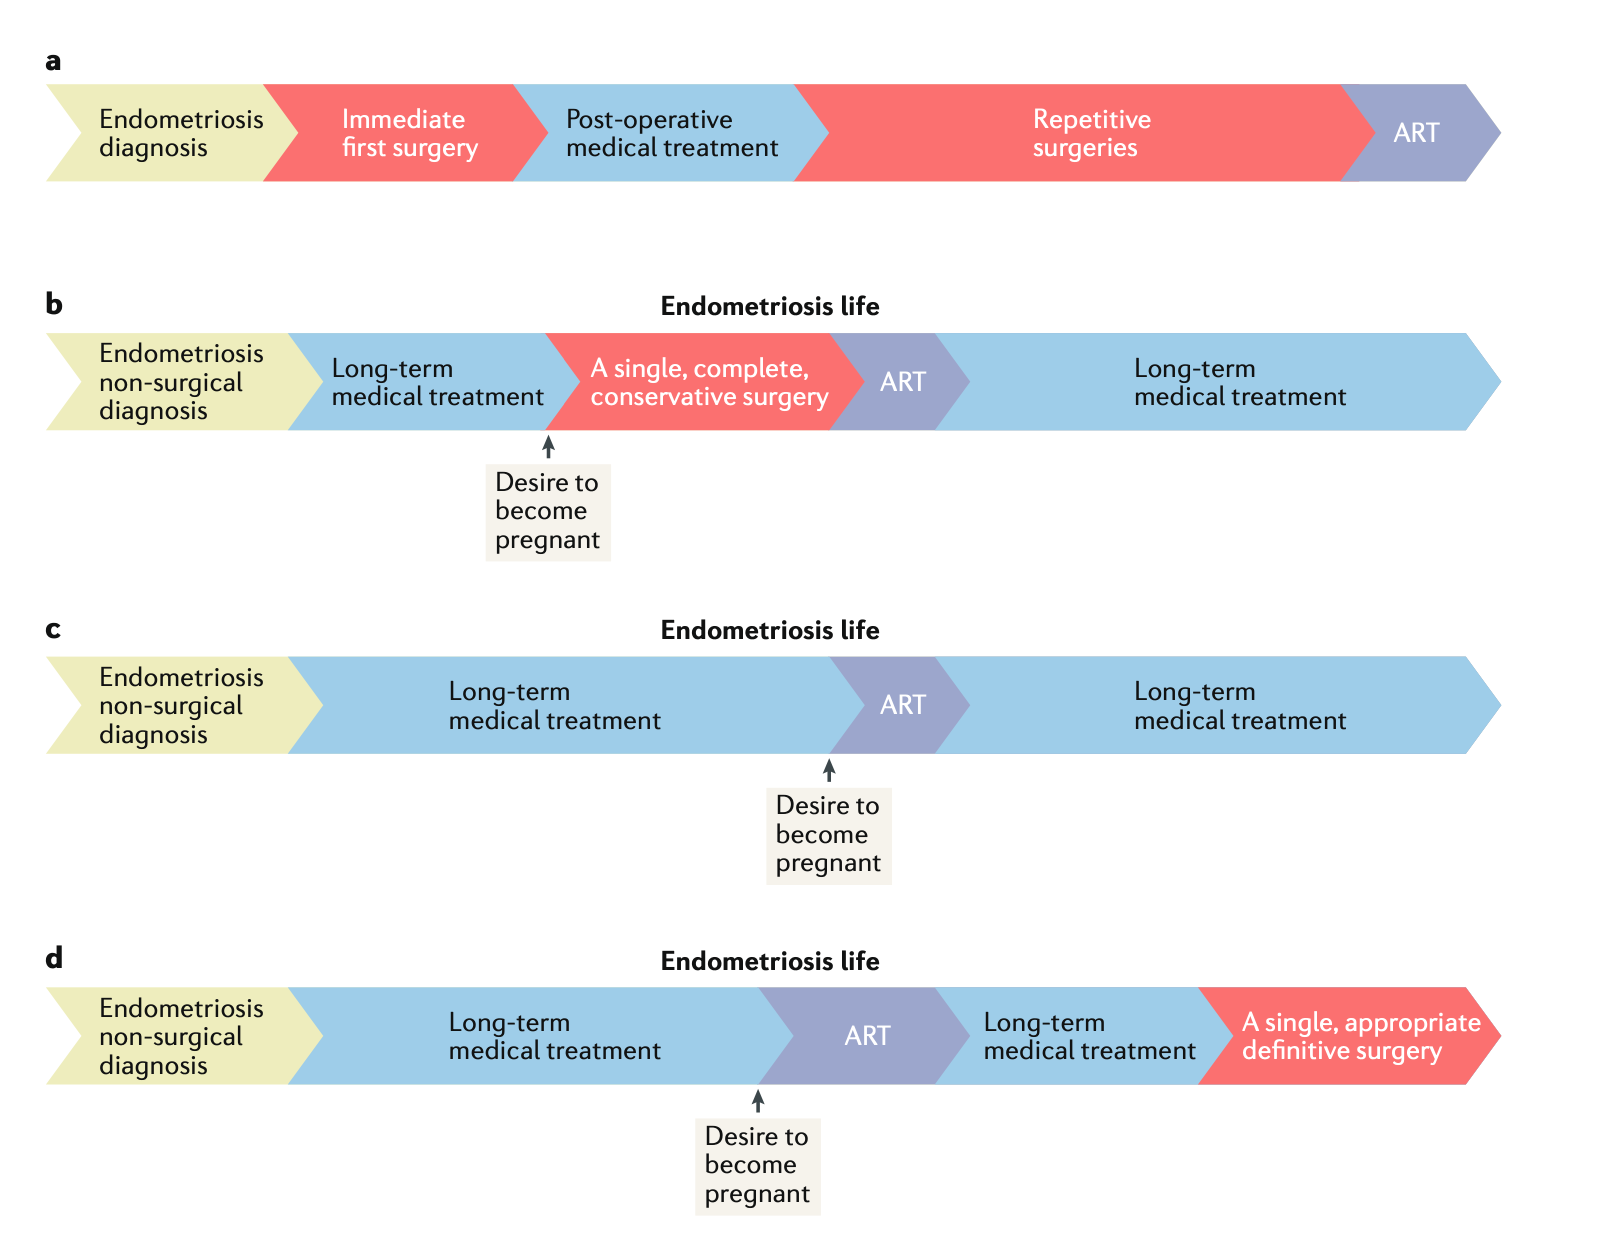 a
Endometriosis
diagnosis
Immediate
first surgery
Post-operative
medical treatment
Repetitive
surgeries
ART
b
Endometriosis life
Endometriosis
non-surgical
diagnosis
Long-term
medical treatment
A single, complete,
conservative surgery
ART
Long-term
medical treatment
Desire to
become
pregnant
c
Endometriosis life
Endometriosis
non-surgical
diagnosis
Long-term
medical treatment
ART
Long-term
medical treatment
Desire to
become
pregnant
d
Endometriosis life
Endometriosis
non-surgical
diagnosis
Long-term
medical treatment
ART
Long-term
medical treatment
A single, appropriate
definitive surgery
Desire to
become
pregnant